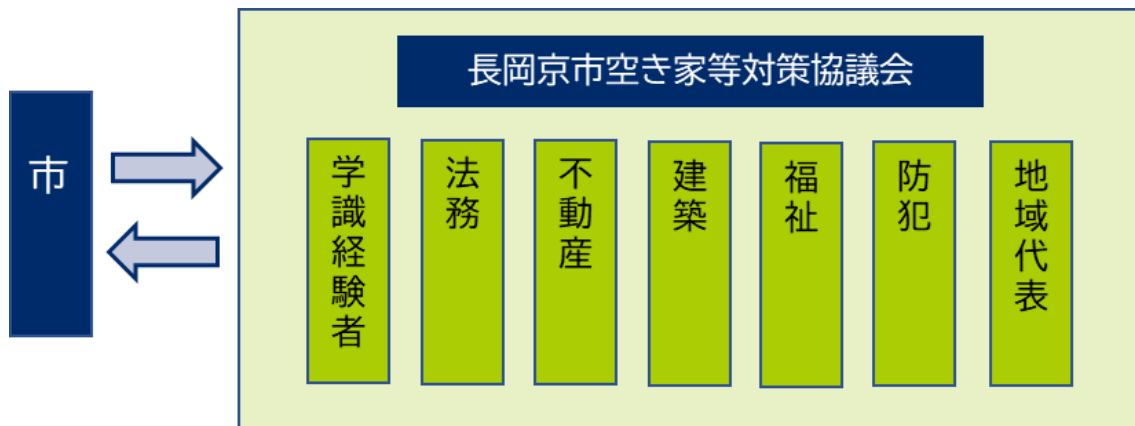 長岡京市空き家等対策協議会
市
学識経験者
法務
不動産
建築
福祉
防犯
地域代表